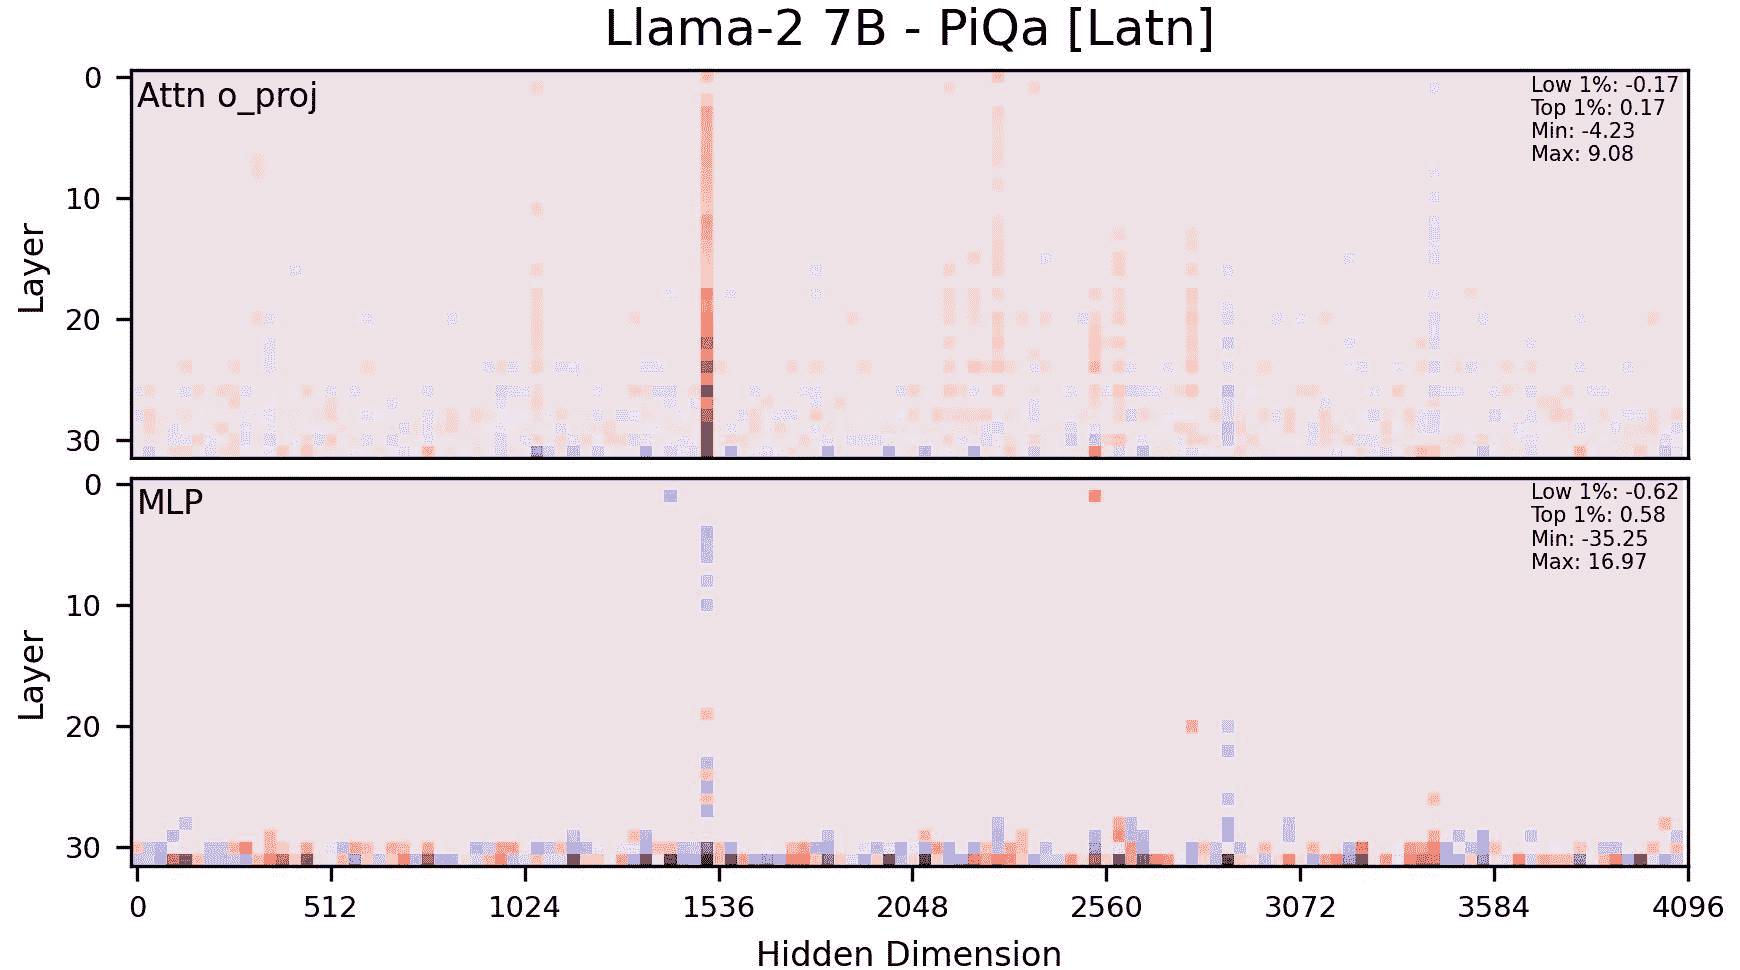 Llama-2 7B - PiQa [Latn]
0
10
20
30
Layer
Attn o_proj
Low 1%: -0.17
Top 1%: 0.17
Min: -4.23
Max: 9.08
0
10
20
30
Layer
MLP
Low 1%: -0.62
Top 1%: 0.58
Min: -35.25
Max: 16.97
0 512 1024 1536 2048 2560 3072 3584 4096
Hidden Dimension